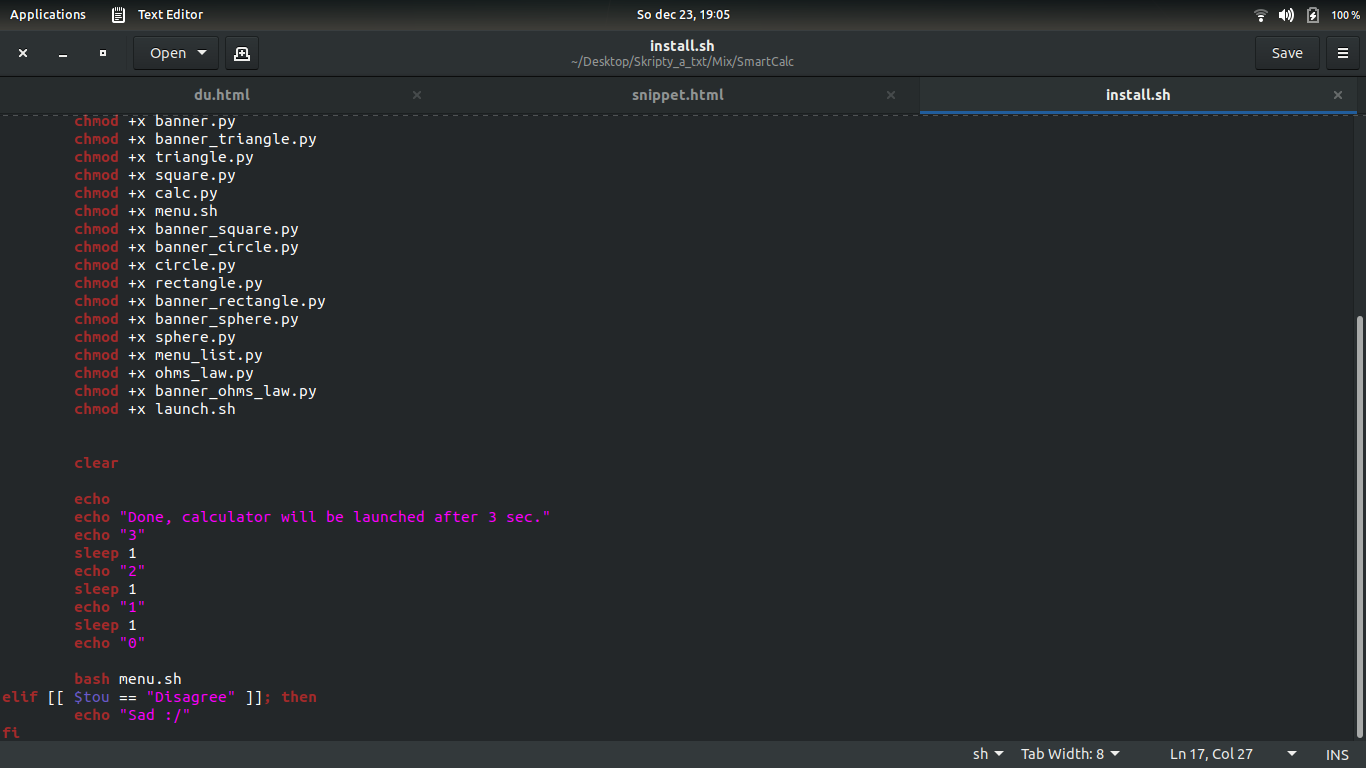 Applications Text Editor So dec 23, 19:05 100 %
Open install.sh Save
~/Desktop/Skripty_a_txt/Mix/SmartCalc
du.html snippet.html install.sh
chmod +x banner.py
chmod +x banner_triangle.py
chmod +x triangle.py
chmod +x square.py
chmod +x calc.py
chmod +x menu.sh
chmod +x banner_square.py
chmod +x banner_circle.py
chmod +x circle.py
chmod +x rectangle.py
chmod +x banner_rectangle.py
chmod +x banner_sphere.py
chmod +x sphere.py
chmod +x menu_list.py
chmod +x ohms_law.py
chmod +x banner_ohms_law.py
chmod +x launch.sh
clear
echo
echo "Done, calculator will be launched after 3 sec."
echo "3"
sleep 1
echo "2"
sleep 1
echo "1"
sleep 1
echo "0"
bash menu.sh
elif [[ $tou == "Disagree" ]]; then
echo "Sad :/"
fi
sh Tab Width: 8 Ln 17, Col 27 INS